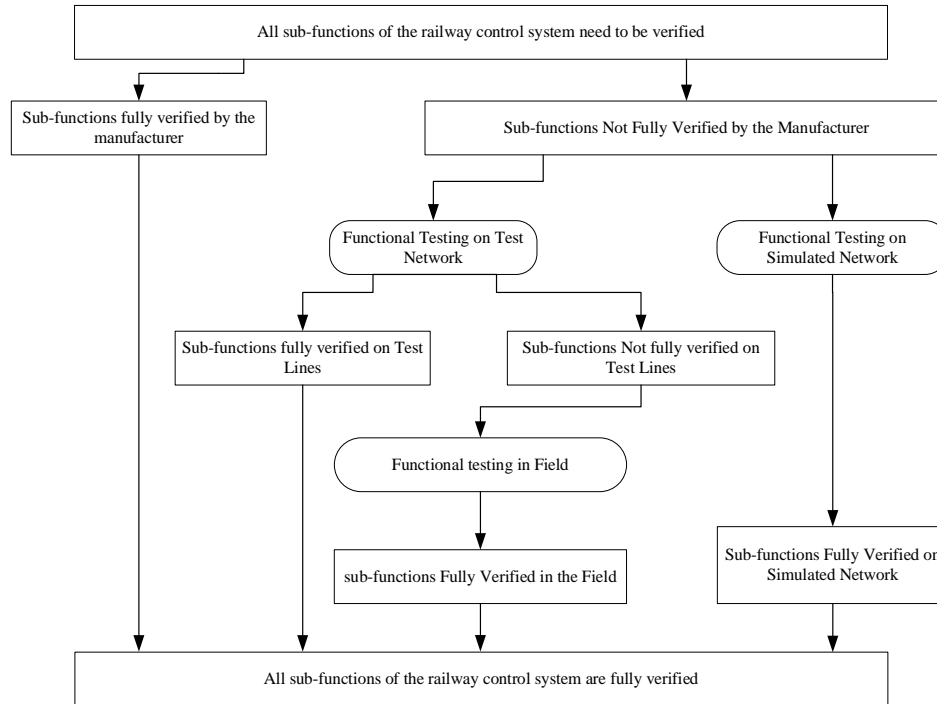 All sub-functions of the railway control system need to be verified
Sub-functions fully verified by the
manufacturer
Sub-functions Not Fully Verified by the Manufacturer
Functional Testing on Test
Network
Functional Testing on
Simulated Network
Sub-functions fully verified on Test
Lines
Sub-functions Not fully verified on
Test Lines
Functional testing in Field
sub-functions Fully Verified in the Field
Sub-functions Fully Verified on
Simulated Network
All sub-functions of the railway control system are fully verified